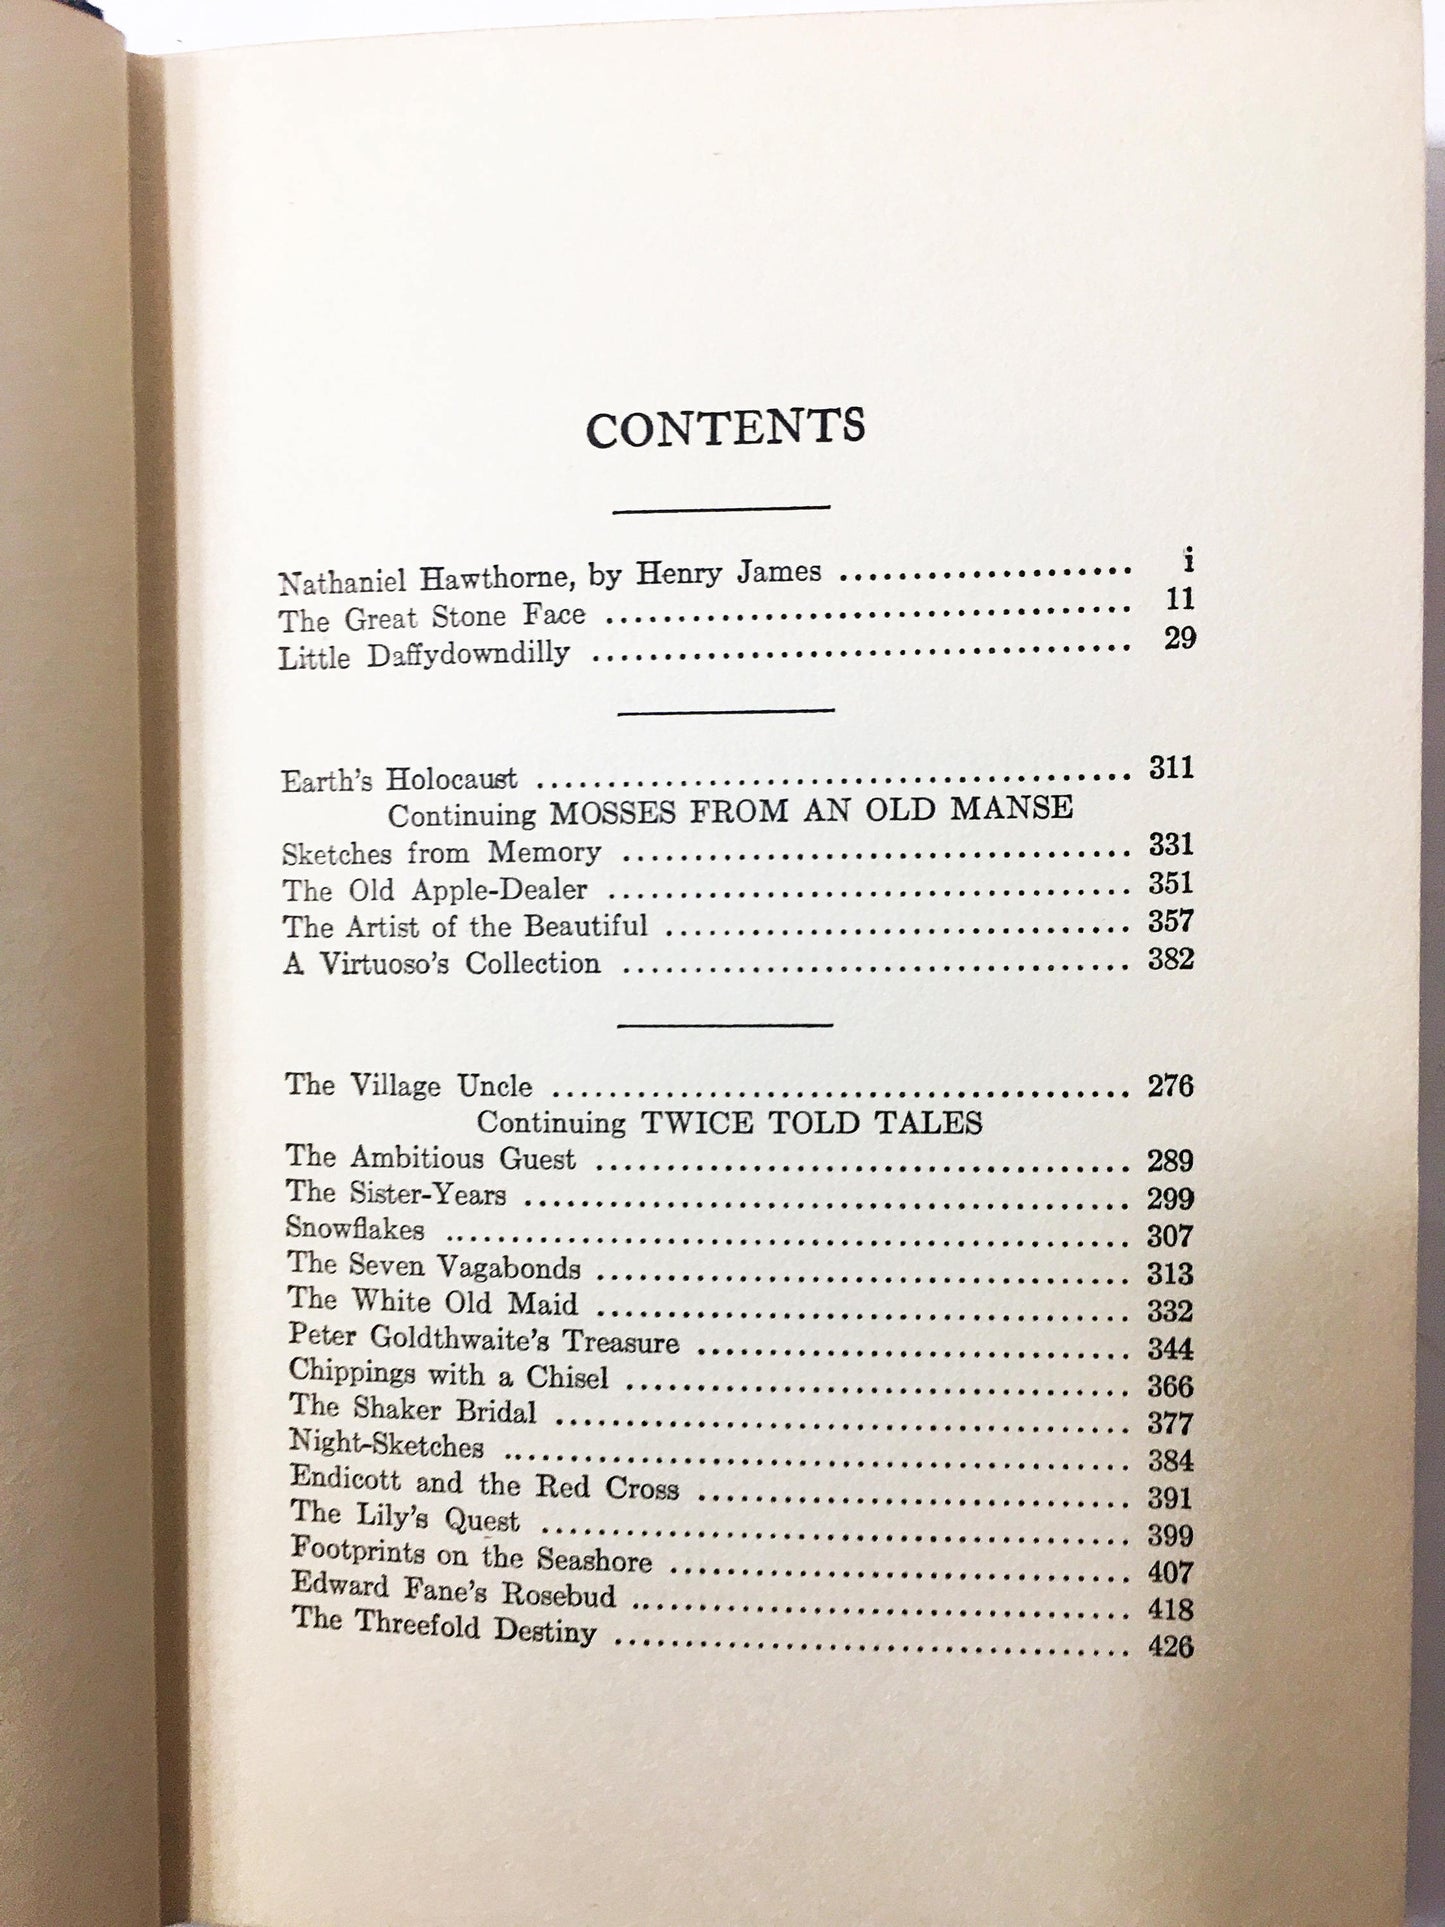 CONTENTS
Nathaniel Hawthorne, by Henry James ..................... i
The Great Stone Face ..................................... 11
Little Daffydowndilly ...................................... 29
Earth's Holocaust .......................................... 311
Continuing MOSSES FROM AN OLD MANSE
Sketches from Memory .................................... 331
The Old Apple-Dealer ..................................... 351
The Artist of the Beautiful ................................. 357
A Virtuoso's Collection .................................... 382
The Village Uncle ......................................... 276
Continuing TWICE TOLD TALES
The Ambitious Guest ...................................... 289
The Sister-Years ........................................... 299
Snowflakes ................................................ 307
The Seven Vagabonds ...................................... 313
The White Old Maid ...................................... 332
Peter Goldthwaite's Treasure ............................... 344
Chippings with a Chisel .................................... 366
The Shaker Bridal ......................................... 377
Night-Sketches ............................................ 384
Endicott and the Red Cross ............................... 391
The Lily's Quest .......................................... 399
Footprints on the Seashore ................................. 407
Edward Fane's Rosebud ................................... 418
The Threefold Destiny ..................................... 426